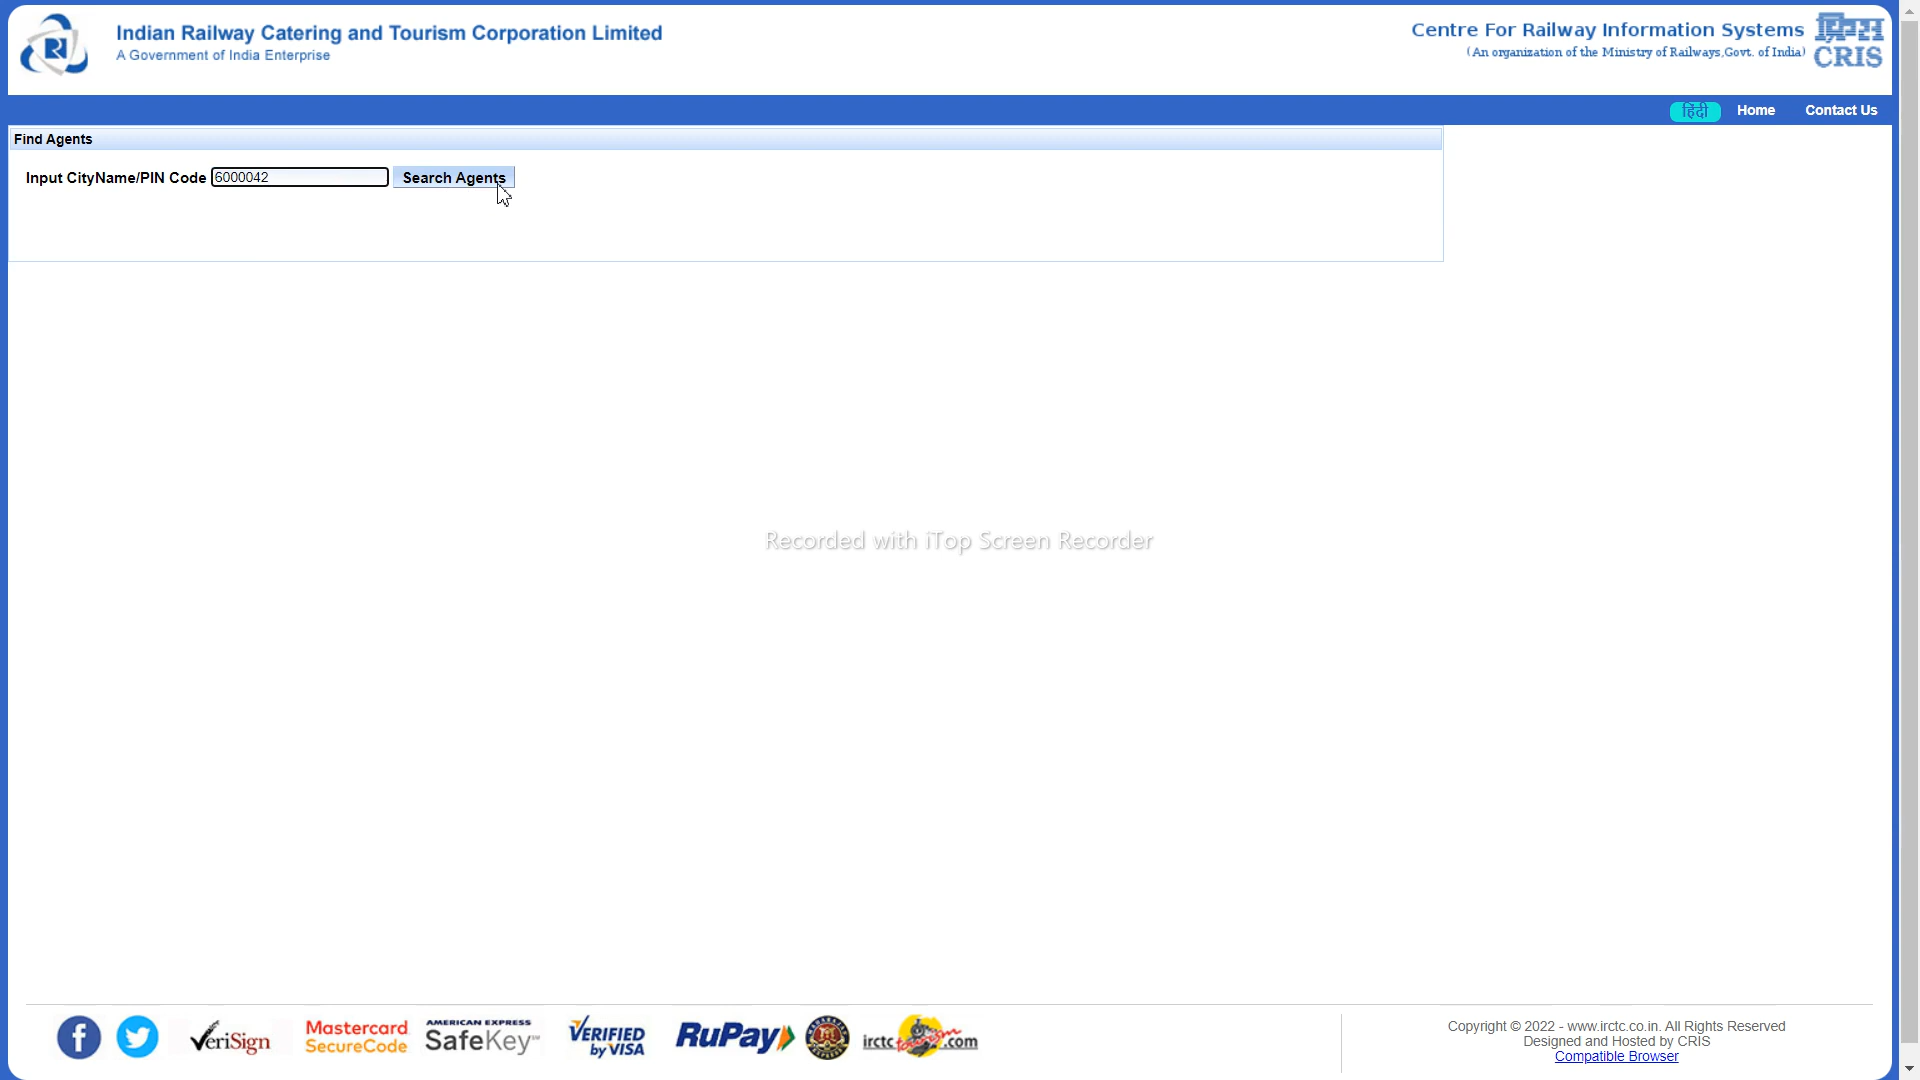 Indian Railway Catering and Tourism Corporation Limited
A Government of India Enterprise
Centre For Railway Information Systems
(An organization of the Ministry of Railways,Govt. of India)
CRIS
हिंदी Home Contact Us
Find Agents
Input CityName/PIN Code 6000042 Search Agents
Recorded with iTop Screen Recorder
VeriSign
Mastercard
SecureCode
AMERICAN EXPRESS
SafeKey
VERIFIED
by VISA
RuPay
irctc tourism .com
Copyright © 2022 - www.irctc.co.in. All Rights Reserved
Designed and Hosted by CRIS
Compatible Browser